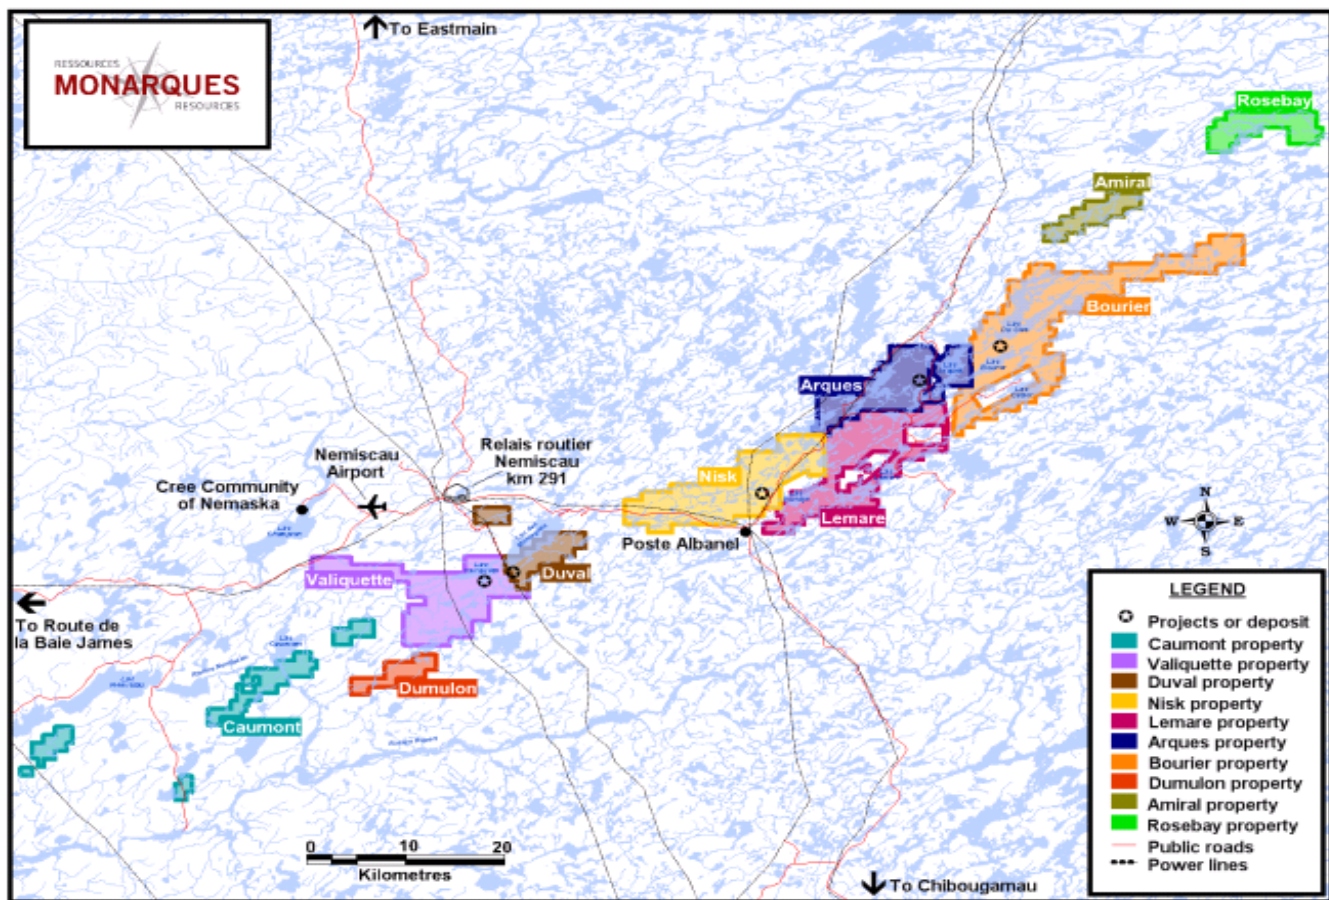 To Eastmain
RESSOURCES
MONARQUES
RESOURCES
Rosebay
Amiral
Bourier
Arques
Relais routier
Nemiscau
km 291
Nemiscau
Airport
Cree Community
of Nemaska
Nisk
Lemare
Poste Albanel
Duval
Valiquette
To Route de
la Baie James
Dumulon
Caumont
N
W
E
S
LEGEND
Projects or deposit
Caumont property
Valiquette property
Duval property
Nisk property
Lemare property
Arques property
Bourier property
Dumulon property
Amiral property
Rosebay property
Public roads
Power lines
0 10 20
Kilometres
To Chibougamau